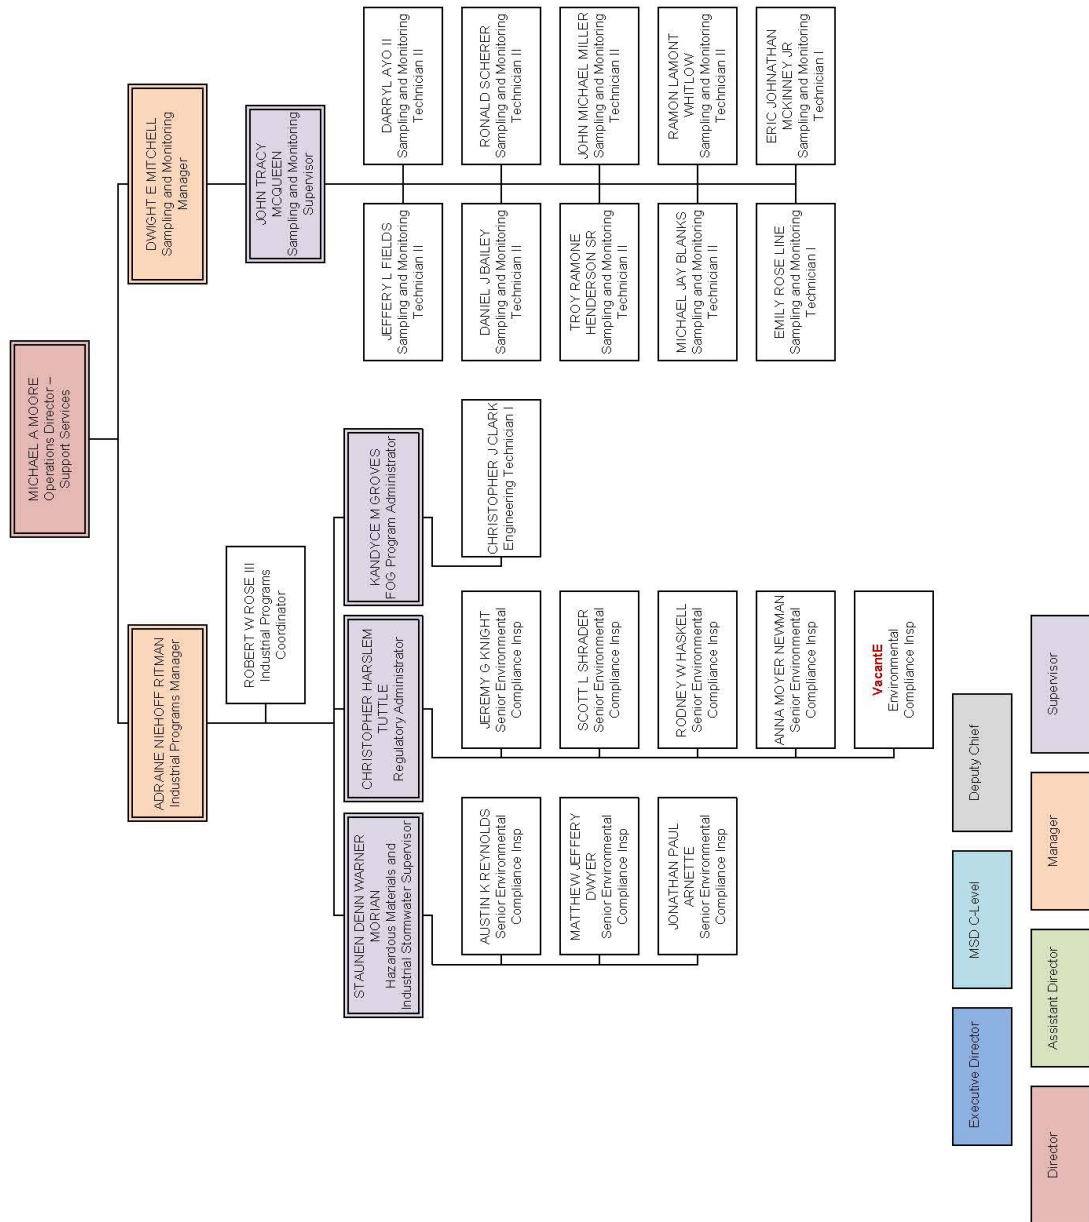 MICHAEL A MOORE
Operations Director –
Support Services
ADRAINE NIEHOFF RITMAN
Industrial Programs Manager
DWIGHT E MITCHELL
Sampling and Monitoring
Manager
ROBERT W ROSE III
Industrial Programs
Coordinator
JOHN TRACY
MCQUEEN
Sampling and Monitoring
Supervisor
STAUNEN DENN WARNER
MORIAN
Hazardous Materials and
Industrial Stormwater Supervisor
CHRISTOPHER HARSLEM
TUTTLE
Regulatory Administrator
KANDYCE M GROVES
FOG Program Administrator
JEFFERY L FIELDS
Sampling and Monitoring
Technician II
DARRYL AYO II
Sampling and Monitoring
Technician II
AUSTIN K REYNOLDS
Senior Environmental
Compliance Insp
JEREMY G KNIGHT
Senior Environmental
Compliance Insp
CHRISTOPHER J CLARK
Engineering Technician I
DANIEL J BAILEY
Sampling and Monitoring
Technician II
RONALD SCHERER
Sampling and Monitoring
Technician II
MATTHEW JEFFERY
DWYER
Senior Environmental
Compliance Insp
SCOTT L SHRADER
Senior Environmental
Compliance Insp
TROY RAMONE
HENDERSON SR
Sampling and Monitoring
Technician II
JOHN MICHAEL MILLER
Sampling and Monitoring
Technician II
JONATHAN PAUL
ARNETTE
Senior Environmental
Compliance Insp
RODNEY W HASKELL
Senior Environmental
Compliance Insp
MICHAEL JAY BLANKS
Sampling and Monitoring
Technician II
RAMON LAMONT
WHITLOW
Sampling and Monitoring
Technician II
ANNA MOYER NEWMAN
Senior Environmental
Compliance Insp
EMILY ROSE LINE
Sampling and Monitoring
Technician I
ERIC JOHNATHAN
MCKINNEY JR
Sampling and Monitoring
Technician I
VacantE
Environmental
Compliance Insp
Executive Director
MSD C-Level
Deputy Chief
Director
Assistant Director
Manager
Supervisor